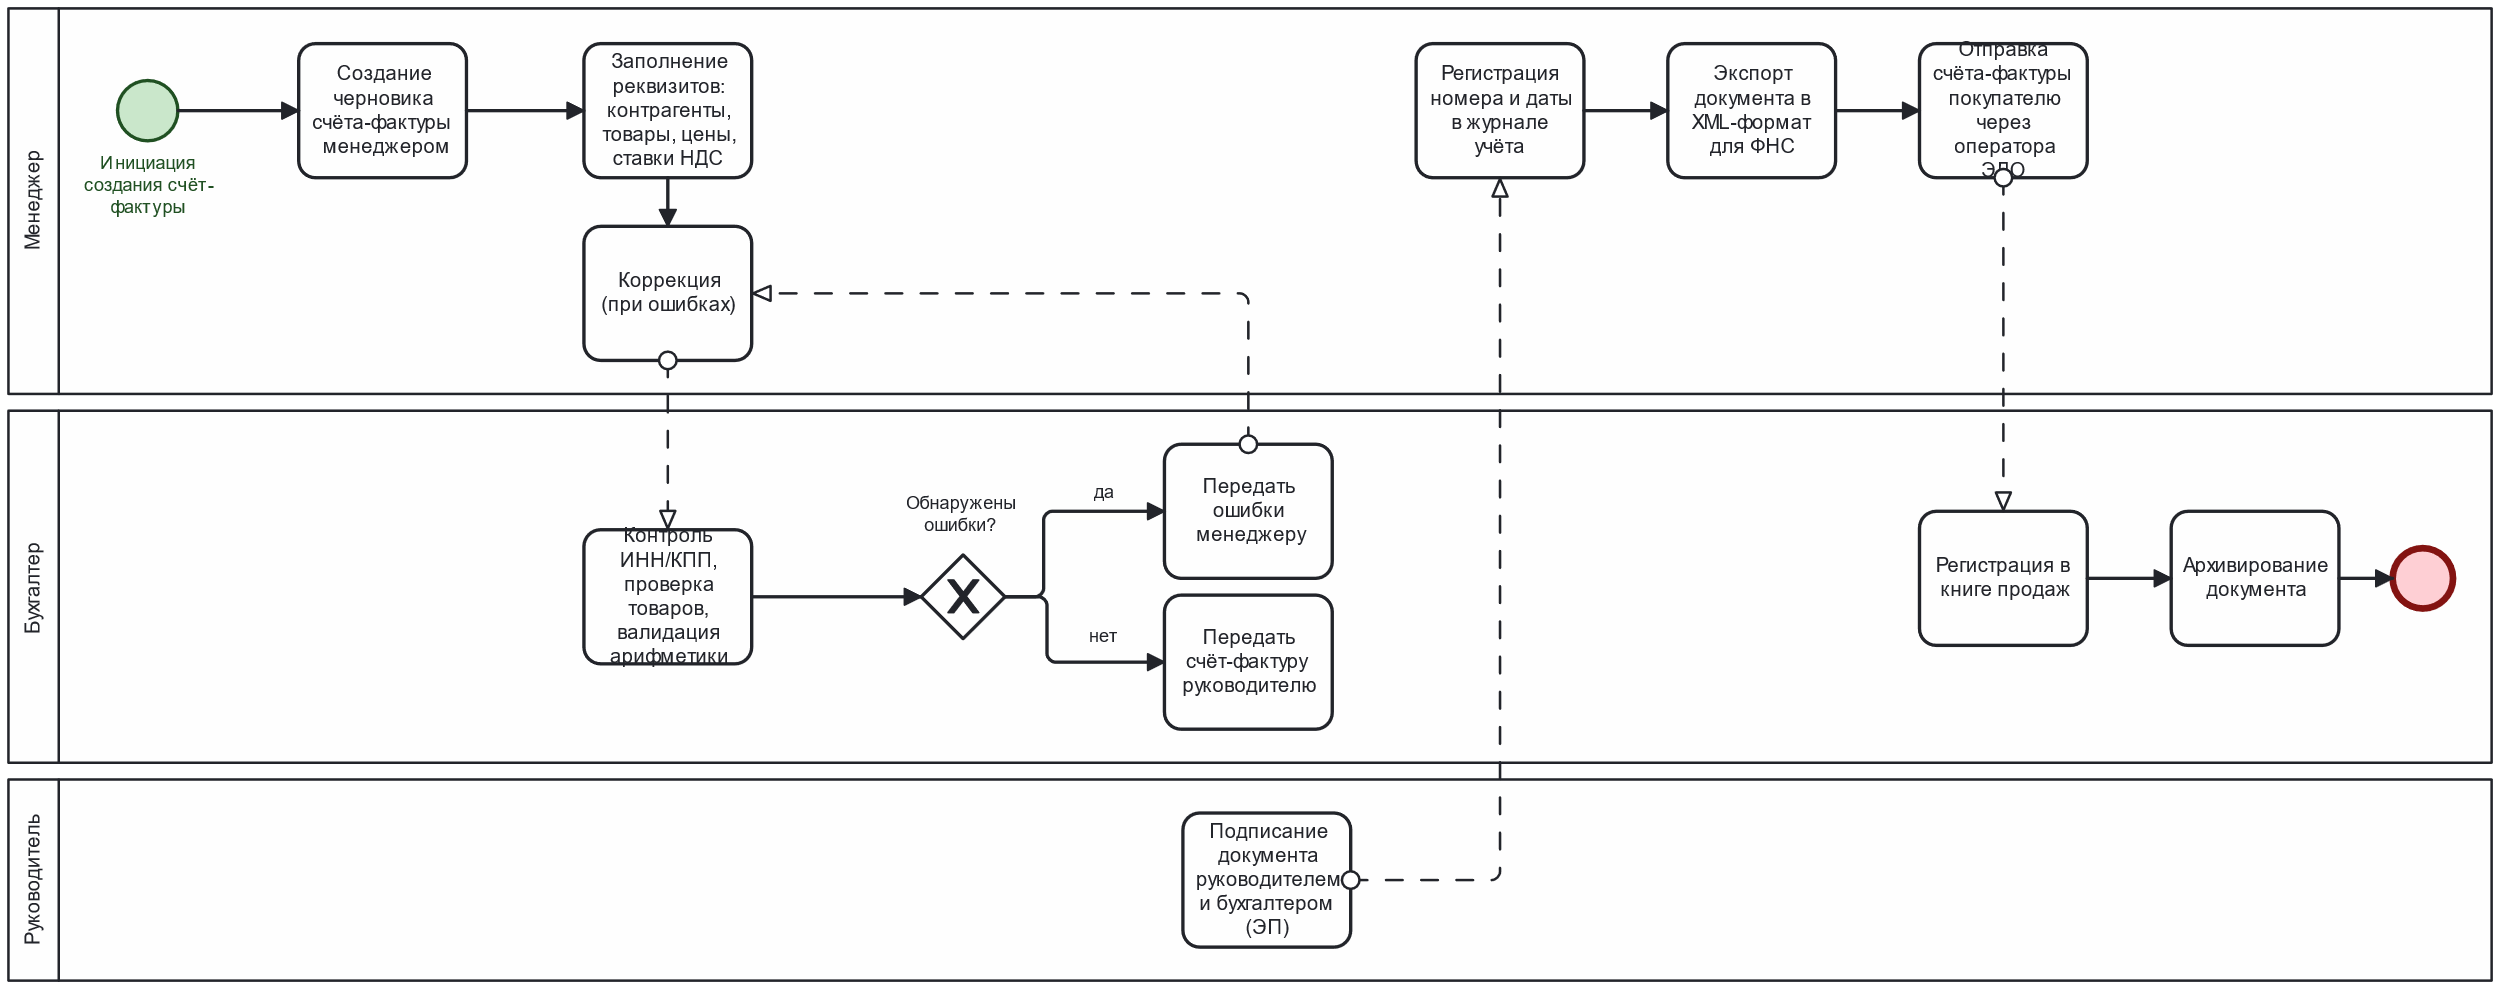 Менеджер
Инициация
создания счёт-
фактуры
Создание
черновика
счёта-фактуры
менеджером
Заполнение
реквизитов:
контрагенты,
товары, цены,
ставки НДС
Коррекция
(при ошибках)
Регистрация
номера и даты
в журнале
учёта
Экспорт
документа в
XML-формат
для ФНС
Отправка
счёта-фактуры
покупателю
через
оператора
ЭДО
Бухгалтер
Контроль
ИНН/КПП,
проверка
товаров,
валидация
арифметики
Обнаружены
ошибки?
да
нет
Передать
ошибки
менеджеру
Передать
счёт-фактуру
руководителю
Регистрация в
книге продаж
Архивирование
документа
Руководитель
Подписание
документа
руководителем
и бухгалтером
(ЭП)